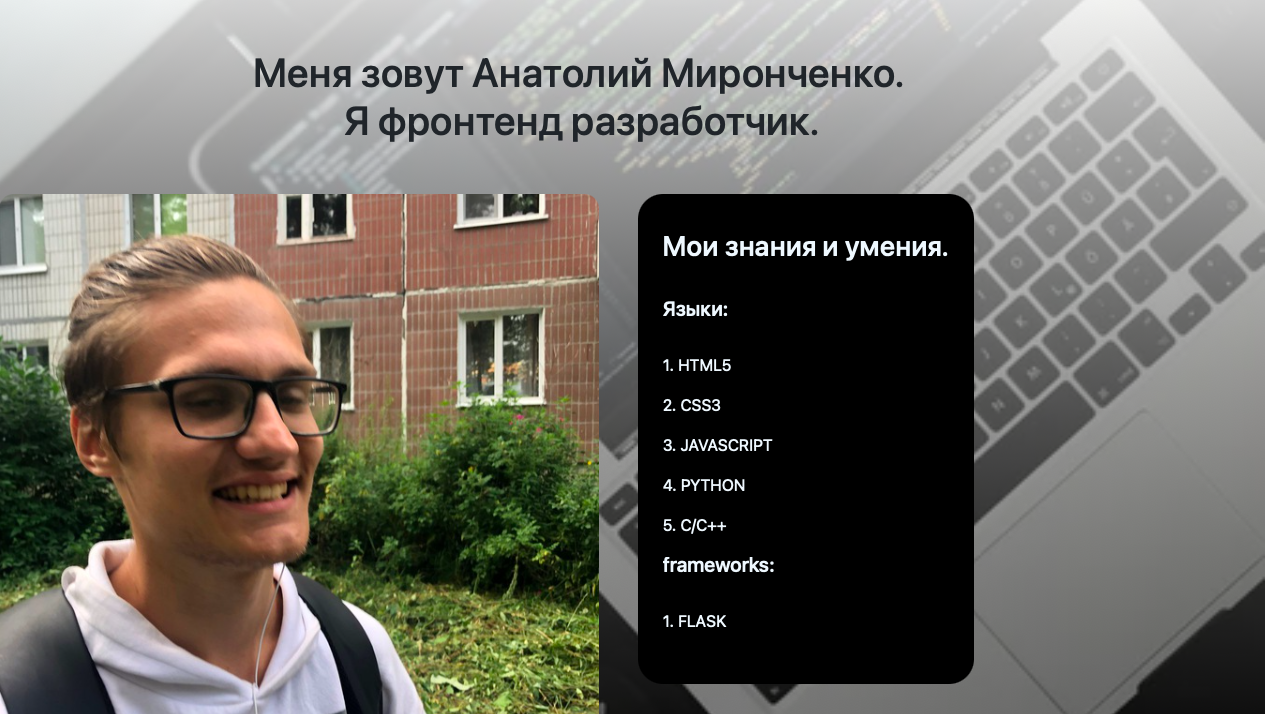 Меня зовут Анатолий Миронченко.
Я фронтенд разработчик.
Мои знания и умения.
Языки:
1. HTML5
2. CSS3
3. JAVASCRIPT
4. PYTHON
5. C/C++
frameworks:
1. FLASK